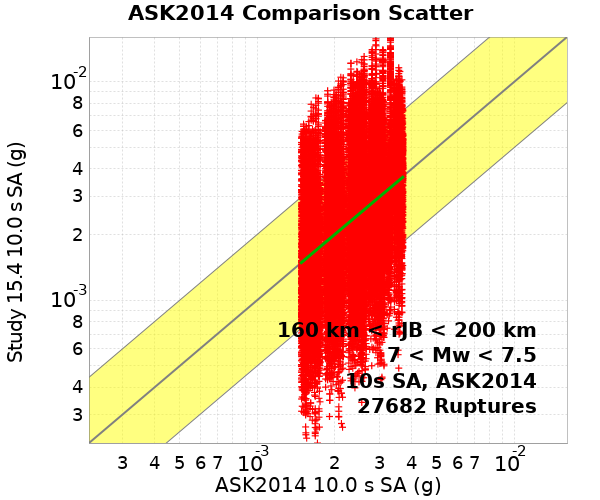 ASK2014 Comparison Scatter
Study 15.4 10.0 s SA (g)
10-2
8
6
4
3
2
10-3
8
6
4
3
160 km < rJB < 200 km
7 < Mw < 7.5
10s SA, ASK2014
27682 Ruptures
3 4 5 6 7 10-3 2 3 4 5 6 7 10-2
ASK2014 10.0 s SA (g)